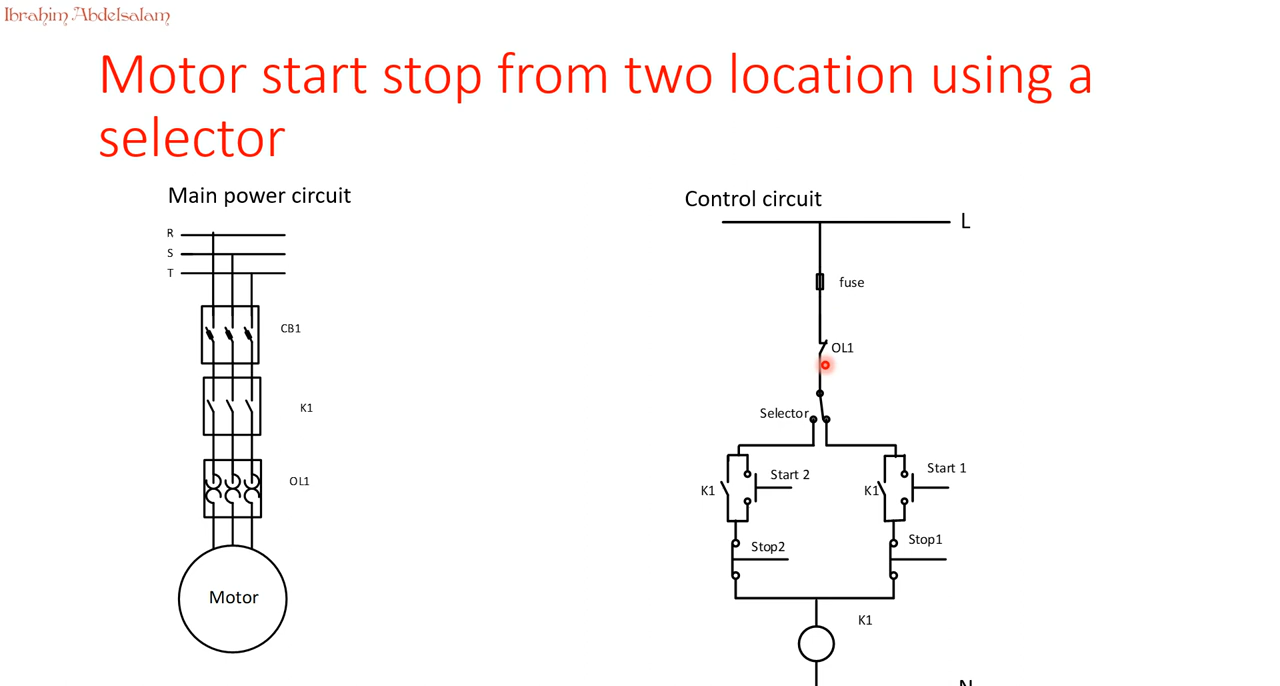 Ibrahim Abdelsalam
Motor start stop from two location using a
selector
Main power circuit
R
S
T
CB1
K1
OL1
Motor
Control circuit
L
fuse
OL1
Selector
K1
Start 2
K1
Start 1
Stop2
Stop1
K1
N